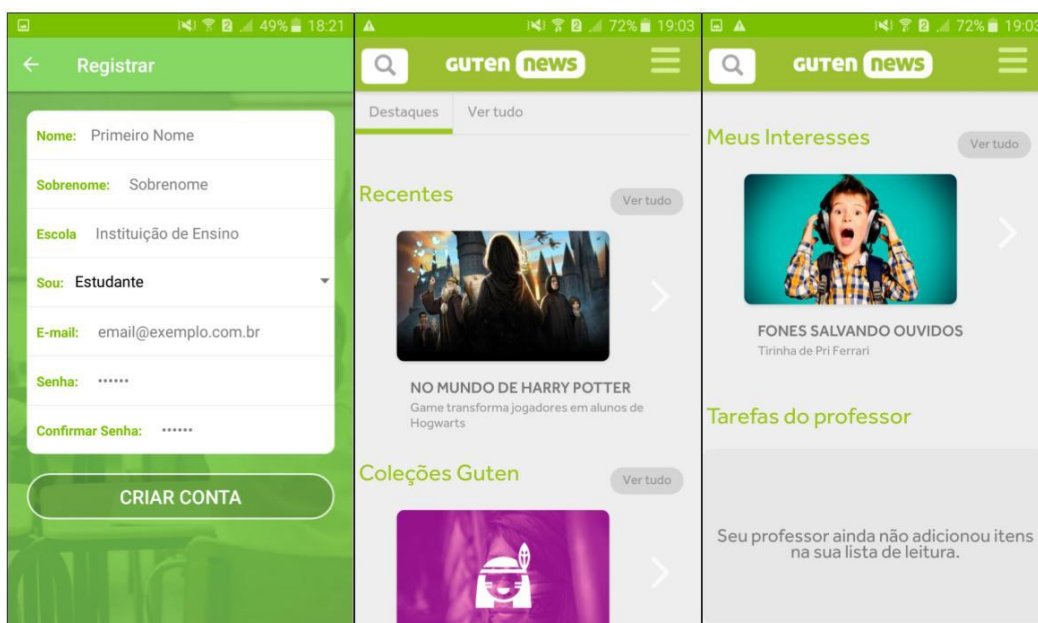 49% 18:21
Registrar
Nome: Primeiro Nome
Sobrenome: Sobrenome
Escola Instituição de Ensino
Sou: Estudante
E-mail: email@exemplo.com.br
Senha: ••••••
Confirmar Senha: ••••••
CRIAR CONTA
2 72% 19:03
GUTEN news
Destaques Ver tudo
Recentes Ver tudo
NO MUNDO DE HARRY POTTER
Game transforma jogadores em alunos de
Hogwarts
Coleções Guten Ver tudo
2 72% 19:03
GUTEN news
Meus Interesses Ver tudo
FONES SALVANDO OUVIDOS
Tirinha de Pri Ferrari
Tarefas do professor
Seu professor ainda não adicionou itens
na sua lista de leitura.